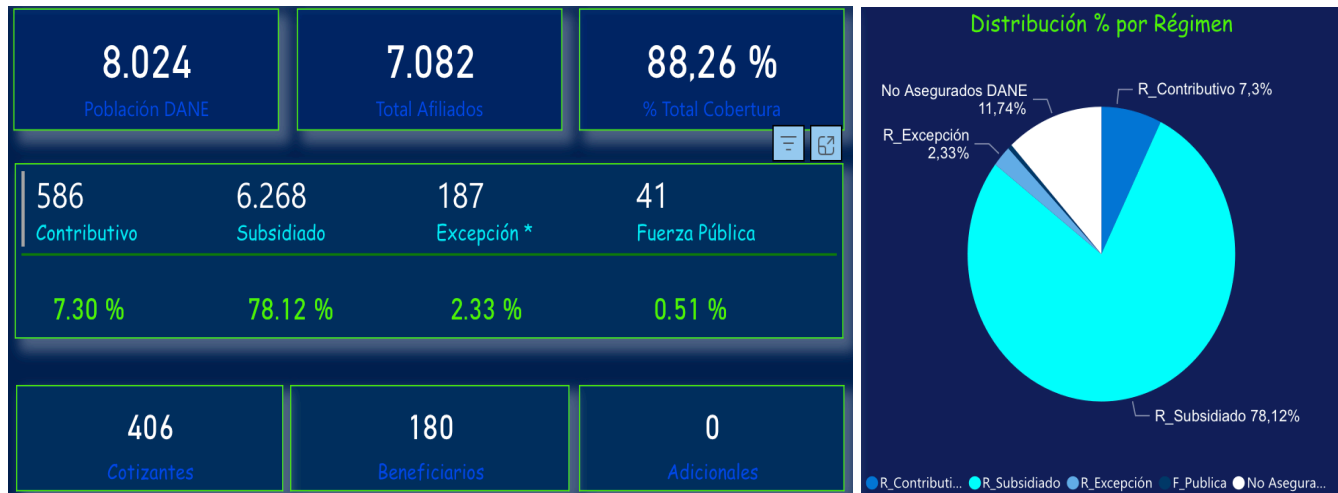 8.024
Población DANE
7.082
Total Afiliados
88,26 %
% Total Cobertura
586
Contributivo
6.268
Subsidiado
187
Excepción *
41
Fuerza Pública
7.30 %
78.12 %
2.33 %
0.51 %
406
Cotizantes
180
Beneficiarios
0
Adicionales
Distribución % por Régimen
No Asegurados DANE
11,74%
R_Contributivo 7,3%
R_Excepción
2,33%
R_Subsidiado 78,12%
R_Contributi... R_Subsidiado R_Excepción F_Publica No Asegura...